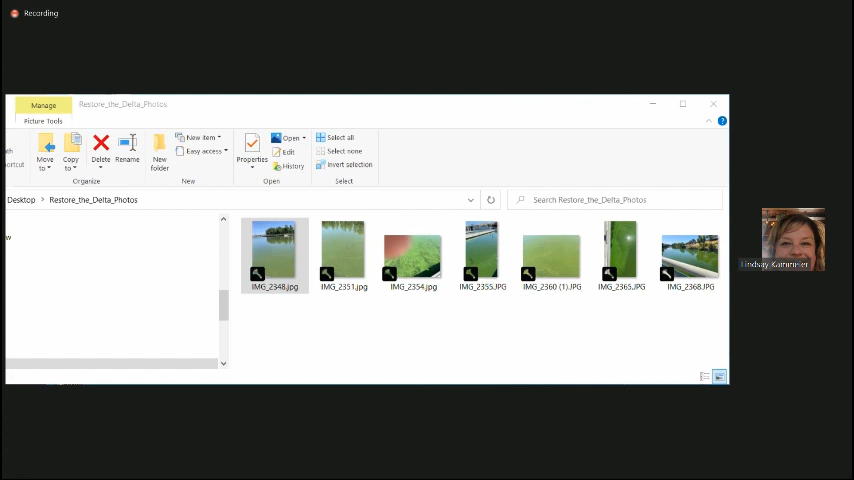 Recording
Manage
Restore_the_Delta_Photos
Picture Tools
Move to
Copy to
Delete
Rename
New folder
New item
Easy access
Properties
Open
Edit
History
Select all
Select none
Invert selection
Organize
New
Open
Select
Desktop > Restore_the_Delta_Photos
Search Restore_the_Delta_Photos
IMG_2348.jpg
IMG_2351.jpg
IMG_2354.jpg
IMG_2355.JPG
IMG_2360 (1).JPG
IMG_2365.JPG
IMG_2368.JPG
Lindsay Kammeier